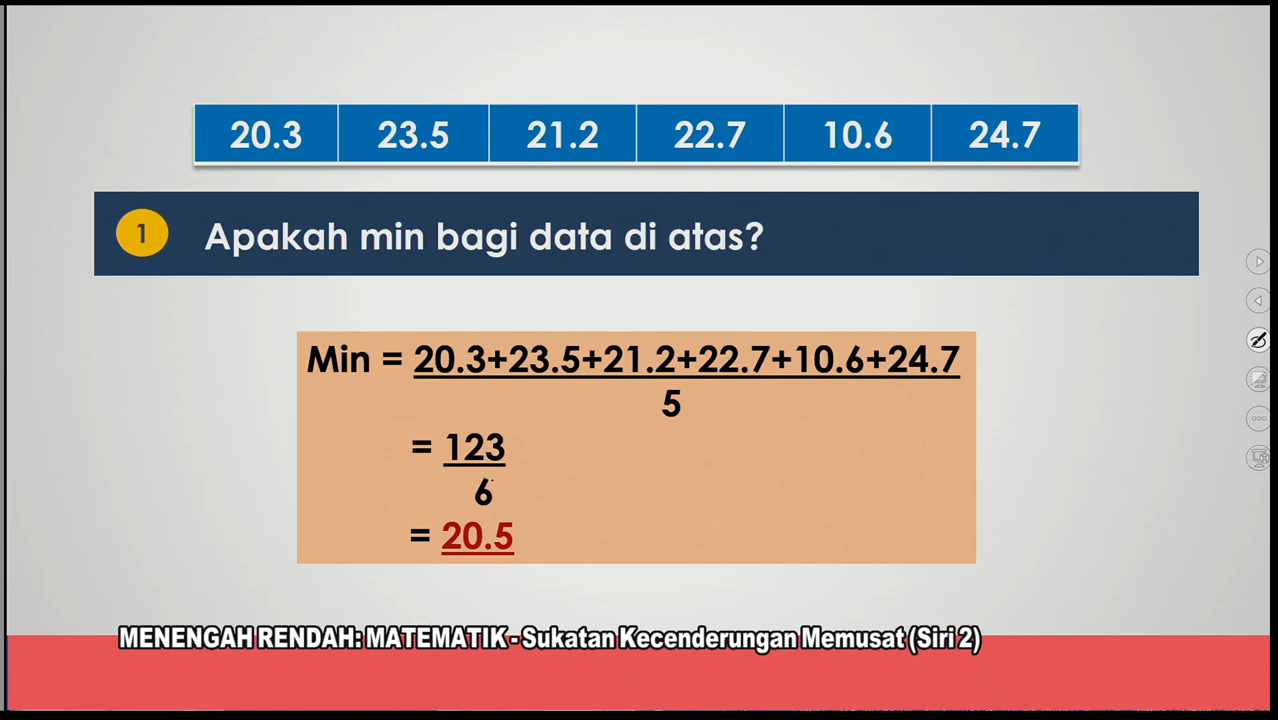 20.3 23.5 21.2 22.7 10.6 24.7
1 Apakah min bagi data di atas?
Min = 20.3+23.5+21.2+22.7+10.6+24.7
5
= 123
6
= 20.5
MENENGAH RENDAH: MATEMATIK - Sukatan Kecenderungan Memusat (Siri 2)